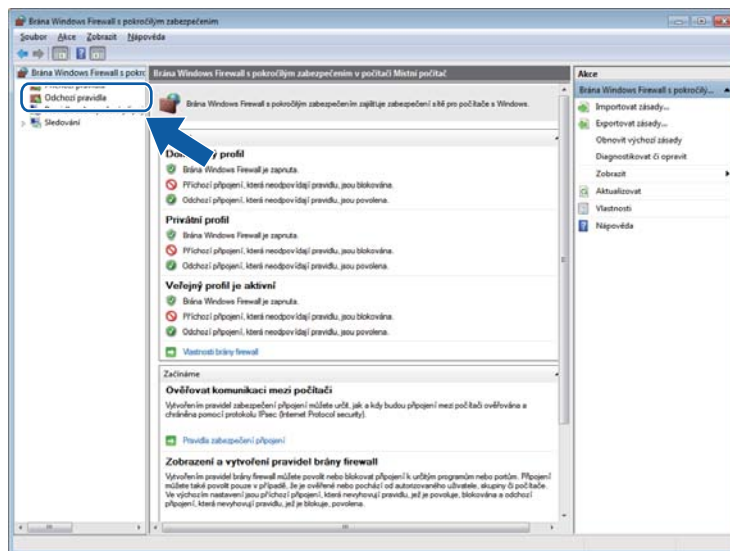 Brána Windows Firewall s pokročilým zabezpečením
Soubor Akce Zobrazit Nápověda
Brána Windows Firewall s pokro
Příchozí pravidla
Odchozí pravidla
Sledování
Brána Windows Firewall s pokročilým zabezpečením v počítači Místní počítač
Brána Windows Firewall s pokročilým zabezpečením zajišťuje zabezpečení sítě pro počítače s Windows.
profil
Brána Windows Firewall je zapnuta.
Příchozí připojení, která neodpovídají pravidlu, jsou blokována.
Odchozí připojení, která neodpovídají pravidlu, jsou povolena.
Privátní profil
Brána Windows Firewall je zapnuta.
Příchozí připojení, která neodpovídají pravidlu, jsou blokována.
Odchozí připojení, která neodpovídají pravidlu, jsou povolena.
Veřejný profil je aktivní
Brána Windows Firewall je zapnuta.
Příchozí připojení, která neodpovídají pravidlu, jsou blokována.
Odchozí připojení, která neodpovídají pravidlu, jsou povolena.
Vlastnosti brány firewall
Začínáme
Ověřovat komunikaci mezi počítači
Vytvořením pravidel zabezpečení připojení můžete určit, jak a kdy budou připojení mezi počítači ověřována a
chráněna pomocí protokolu IPsec (Internet Protocol security).
Pravidla zabezpečení připojení
Zobrazení a vytvoření pravidel brány firewall
Vytvořením pravidel brány firewall můžete povolit nebo blokovat připojení k určitým programům nebo portům. Připojení
můžete také povolit pouze v případě, že je ověřené nebo pochází od autorizovaného uživatele, skupiny či počítače.
Ve výchozím nastavení jsou příchozí připojení, která nevyhovují pravidlu, jež je povoluje, blokována a odchozí
připojení, která nevyhovují pravidlu, jež je blokuje, povolena.
Akce
Brána Windows Firewall s pokročilý...
Importovat zásady...
Exportovat zásady...
Obnovit výchozí zásady
Diagnostikovat či opravit
Zobrazit
Aktualizovat
Vlastnosti
Nápověda